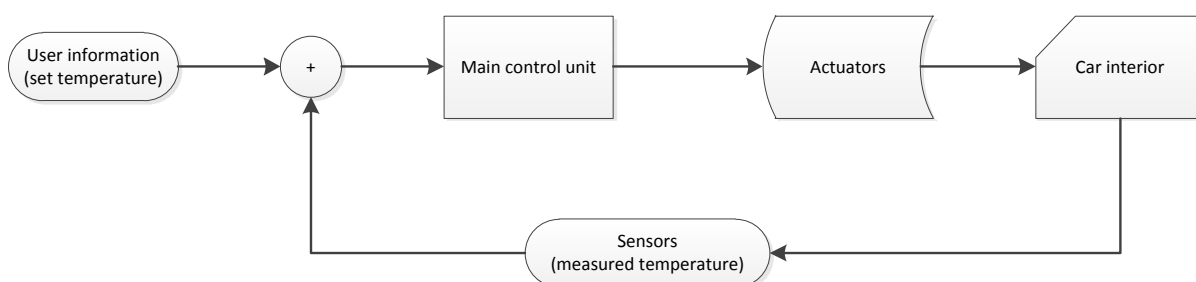 User information
(set temperature)
+
Main control unit
Actuators
Car interior
Sensors
(measured temperature)